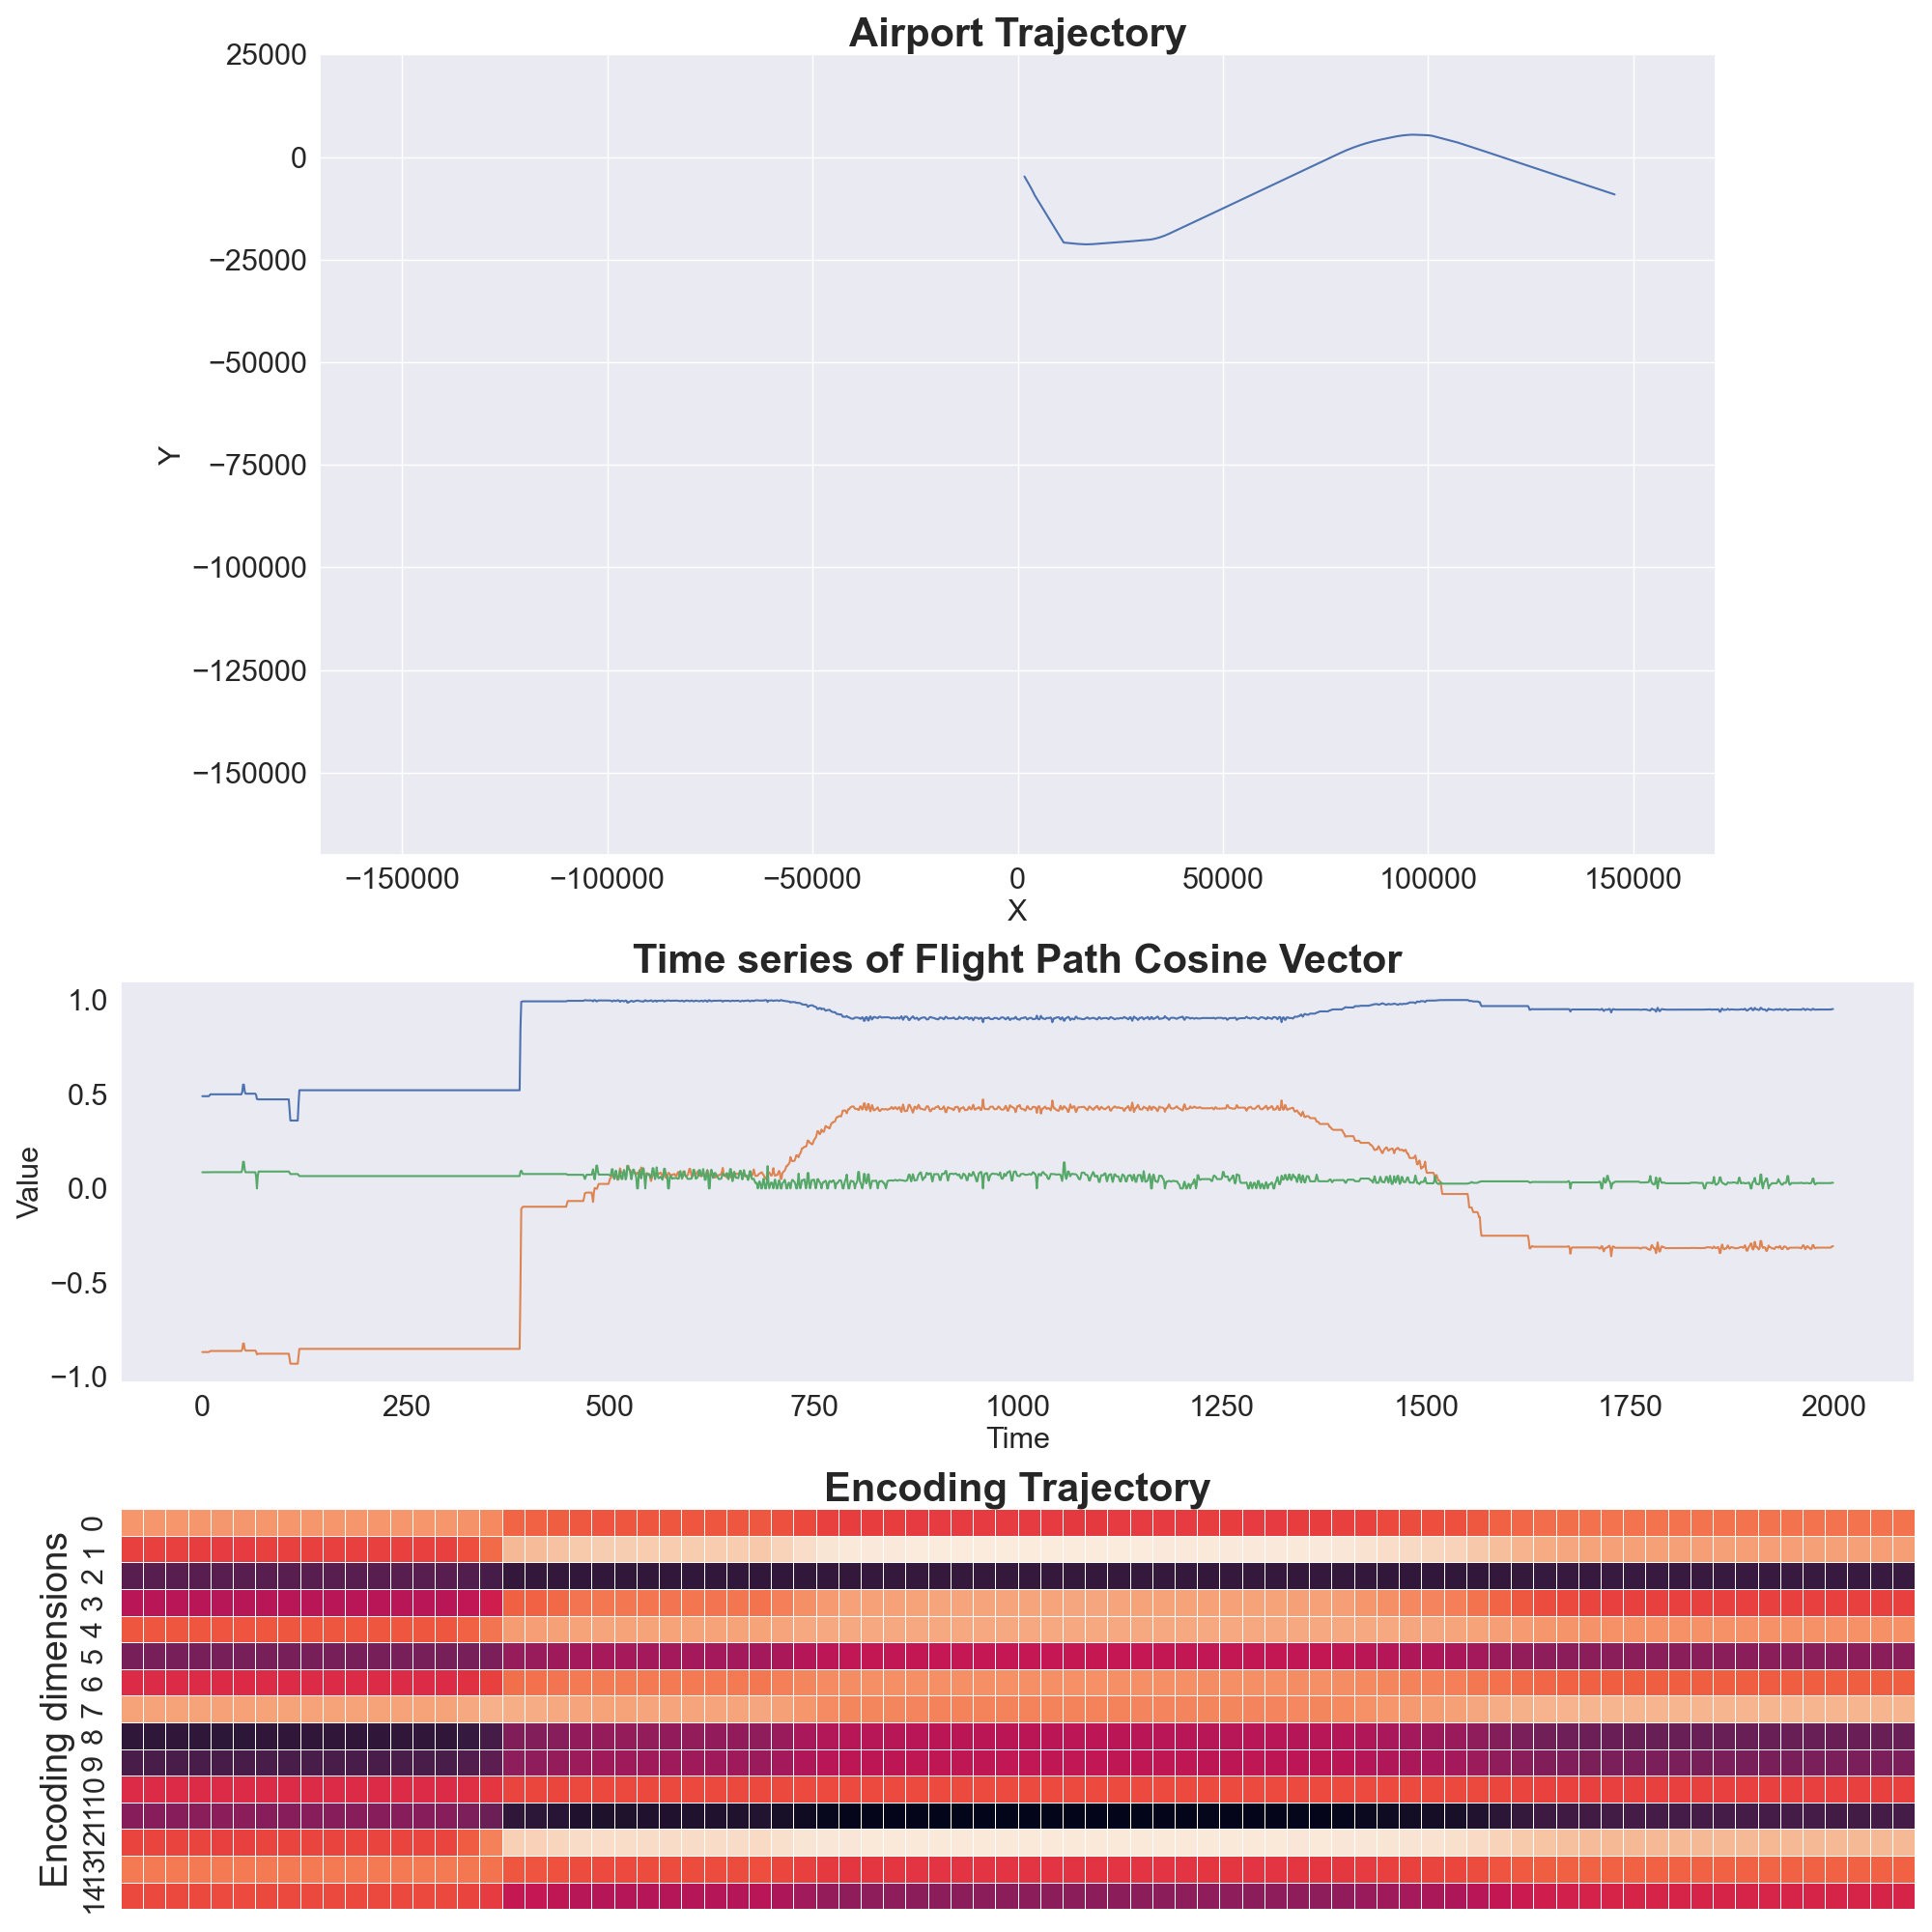 Airport Trajectory
25000
0
−25000
−50000
−75000
−100000
−125000
−150000
Y
−150000 −100000 −50000 0 50000 100000 150000
X
Time series of Flight Path Cosine Vector
1.0
0.5
0.0
−0.5
−1.0
Value
0 250 500 750 1000 1250 1500 1750 2000
Time
Encoding Trajectory
Encoding dimensions
0
1
2
3
4
5
6
7
8
9
10
11
12
13
14